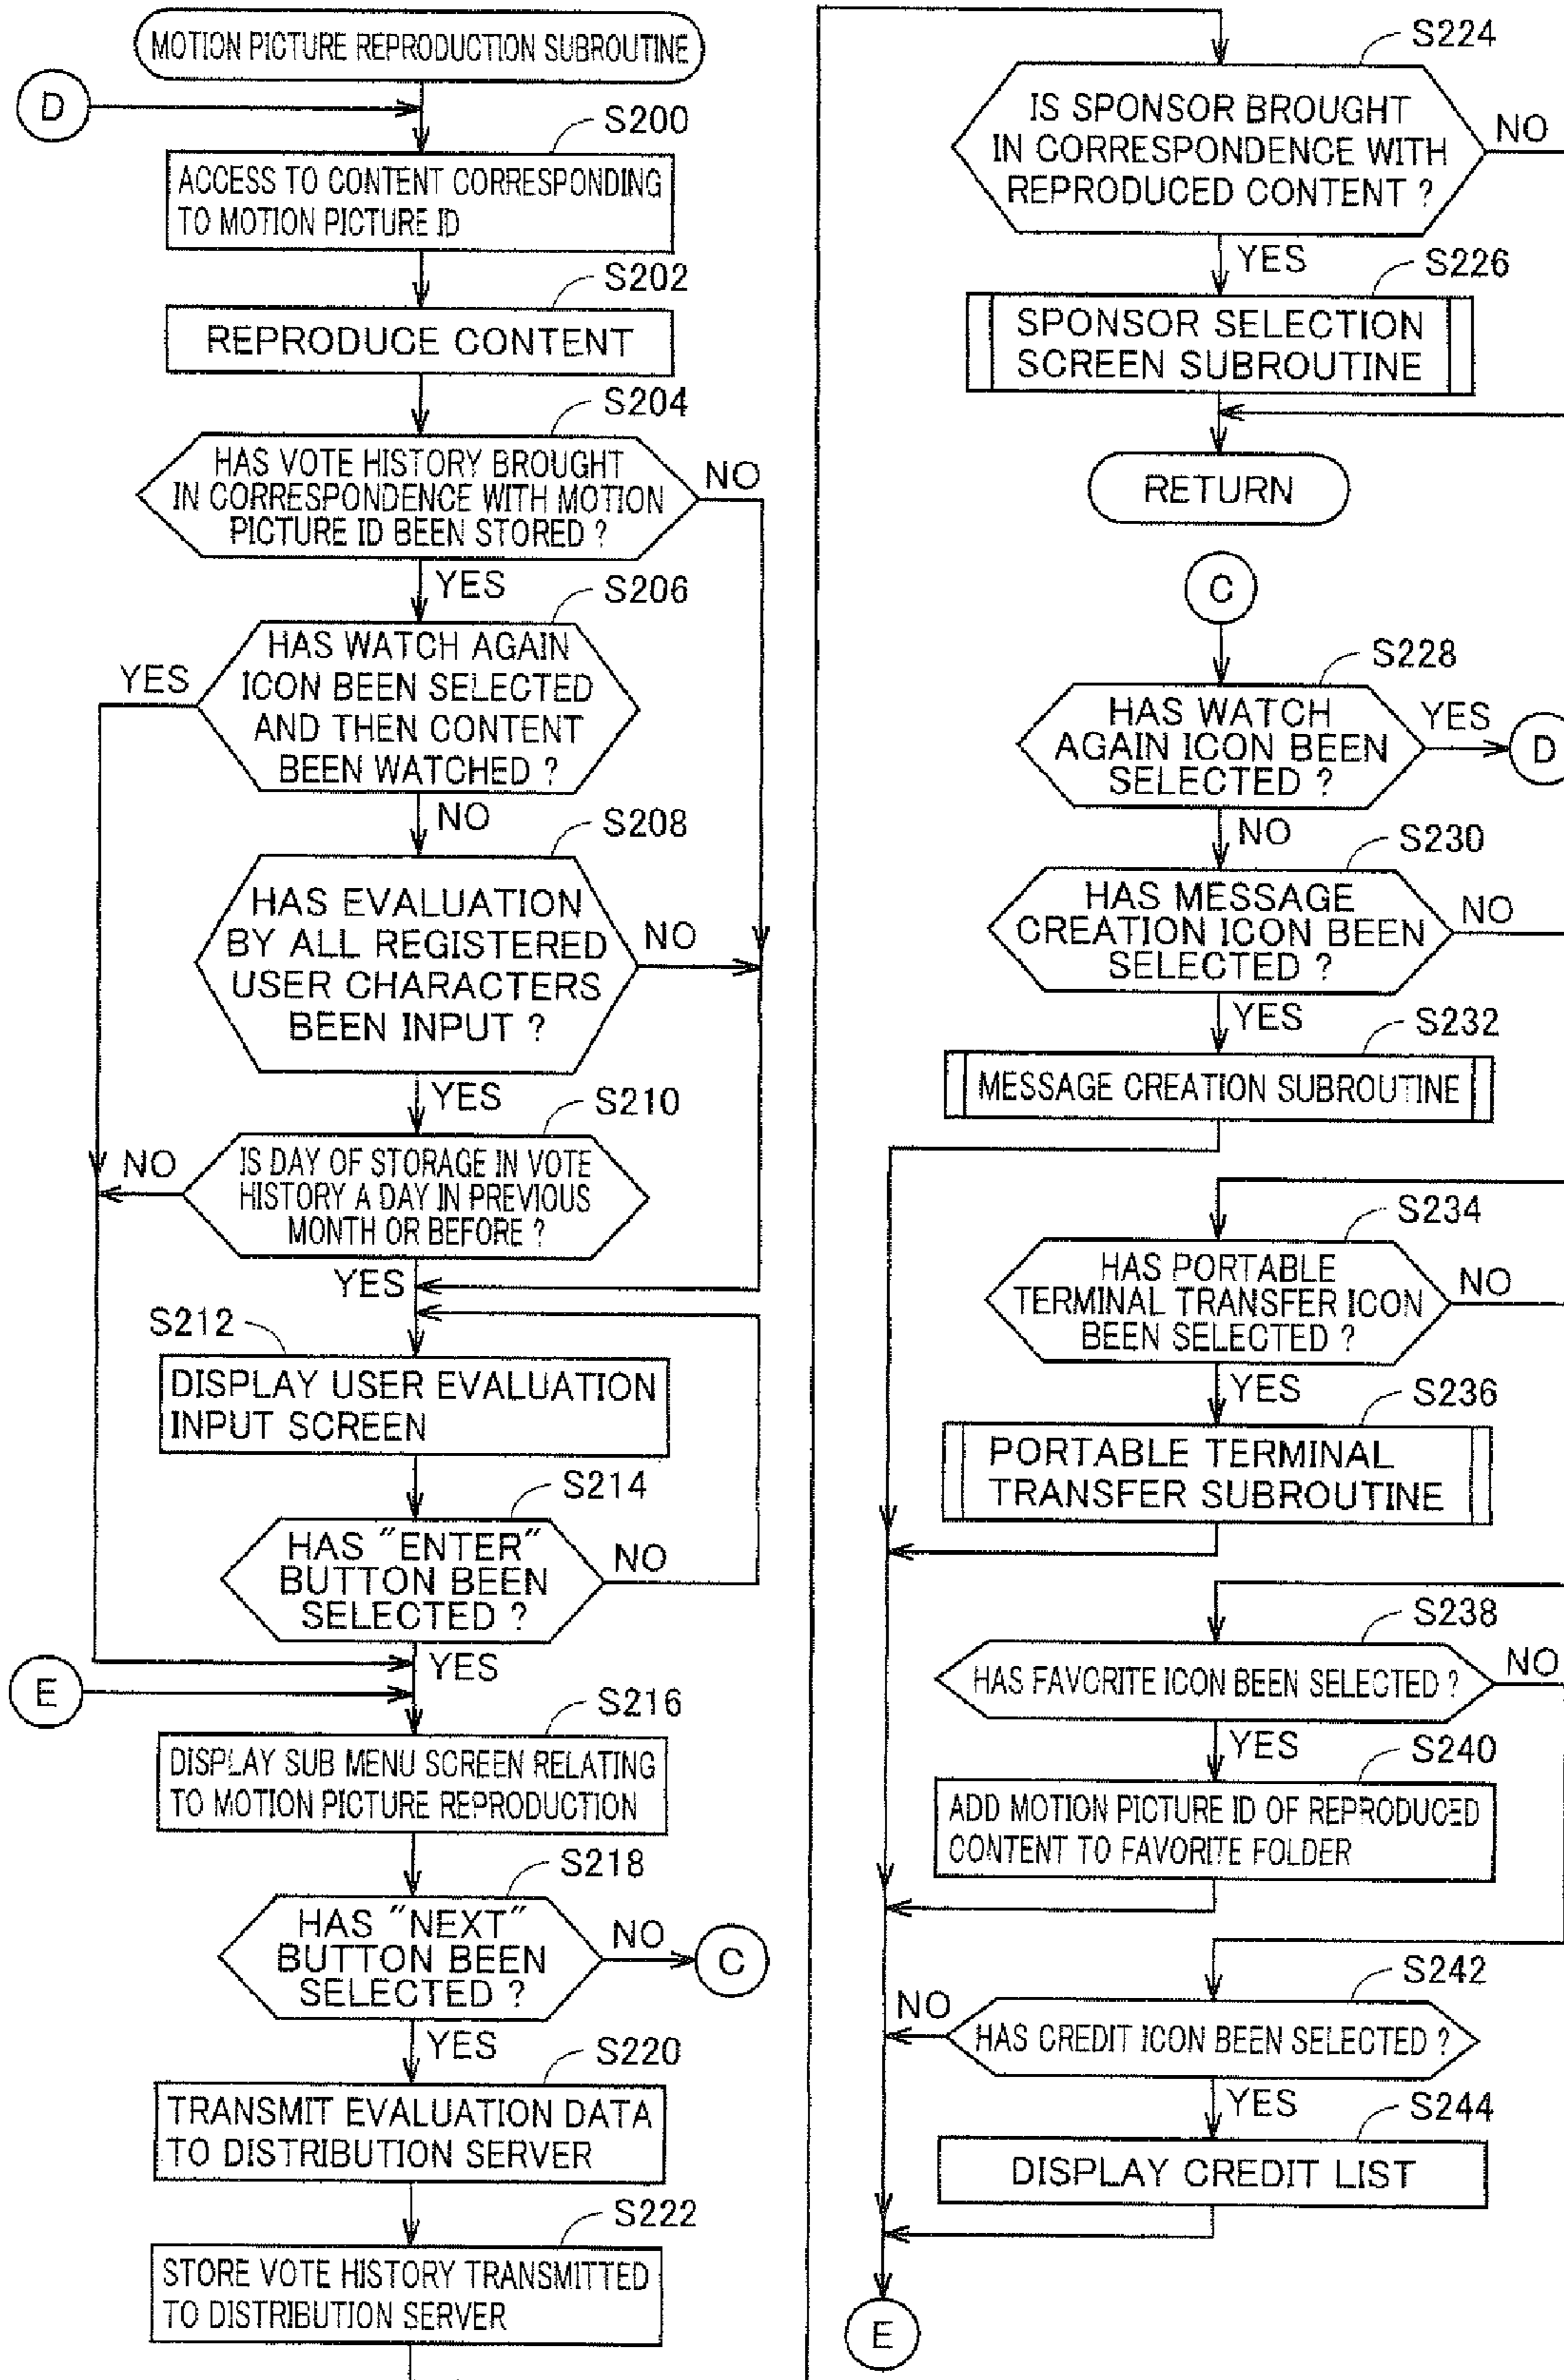 MOTION PICTURE REPRODUCTION SUBROUTINE
D
S200
ACCESS TO CONTENT CORRESPONDING
TO MOTION PICTURE ID
S202
REPRODUCE CONTENT
S204
HAS VOTE HISTORY BROUGHT
IN CORRESPONDENCE WITH MOTION
PICTURE ID BEEN STORED ?
NO
YES
S206
HAS WATCH AGAIN
ICON BEEN SELECTED
AND THEN CONTENT
BEEN WATCHED ?
YES
NO
S208
HAS EVALUATION
BY ALL REGISTERED
USER CHARACTERS
BEEN INPUT ?
NO
YES
S210
IS DAY OF STORAGE IN VOTE
HISTORY A DAY IN PREVIOUS
MONTH OR BEFORE ?
NO
YES
S212
DISPLAY USER EVALUATION
INPUT SCREEN
S214
HAS "ENTER"
BUTTON BEEN
SELECTED ?
NO
YES
E
S216
DISPLAY SUB MENU SCREEN RELATING
TO MOTION PICTURE REPRODUCTION
S218
HAS "NEXT"
BUTTON BEEN
SELECTED ?
NO
C
YES
S220
TRANSMIT EVALUATION DATA
TO DISTRIBUTION SERVER
S222
STORE VOTE HISTORY TRANSMITTED
TO DISTRIBUTION SERVER
S224
IS SPONSOR BROUGHT
IN CORRESPONDENCE WITH
REPRODUCED CONTENT ?
NO
YES
S226
SPONSOR SELECTION
SCREEN SUBROUTINE
RETURN
C
S228
HAS WATCH
AGAIN ICON BEEN
SELECTED ?
YES
D
NO
S230
HAS MESSAGE
CREATION ICON BEEN
SELECTED ?
NO
YES
S232
MESSAGE CREATION SUBROUTINE
S234
HAS PORTABLE
TERMINAL TRANSFER ICON
BEEN SELECTED ?
NO
YES
S236
PORTABLE TERMINAL
TRANSFER SUBROUTINE
S238
HAS FAVORITE ICON BEEN SELECTED ?
NO
YES
S240
ADD MOTION PICTURE ID OF REPRODUCED
CONTENT TO FAVORITE FOLDER
S242
HAS CREDIT ICON BEEN SELECTED ?
NO
YES
S244
DISPLAY CREDIT LIST
E